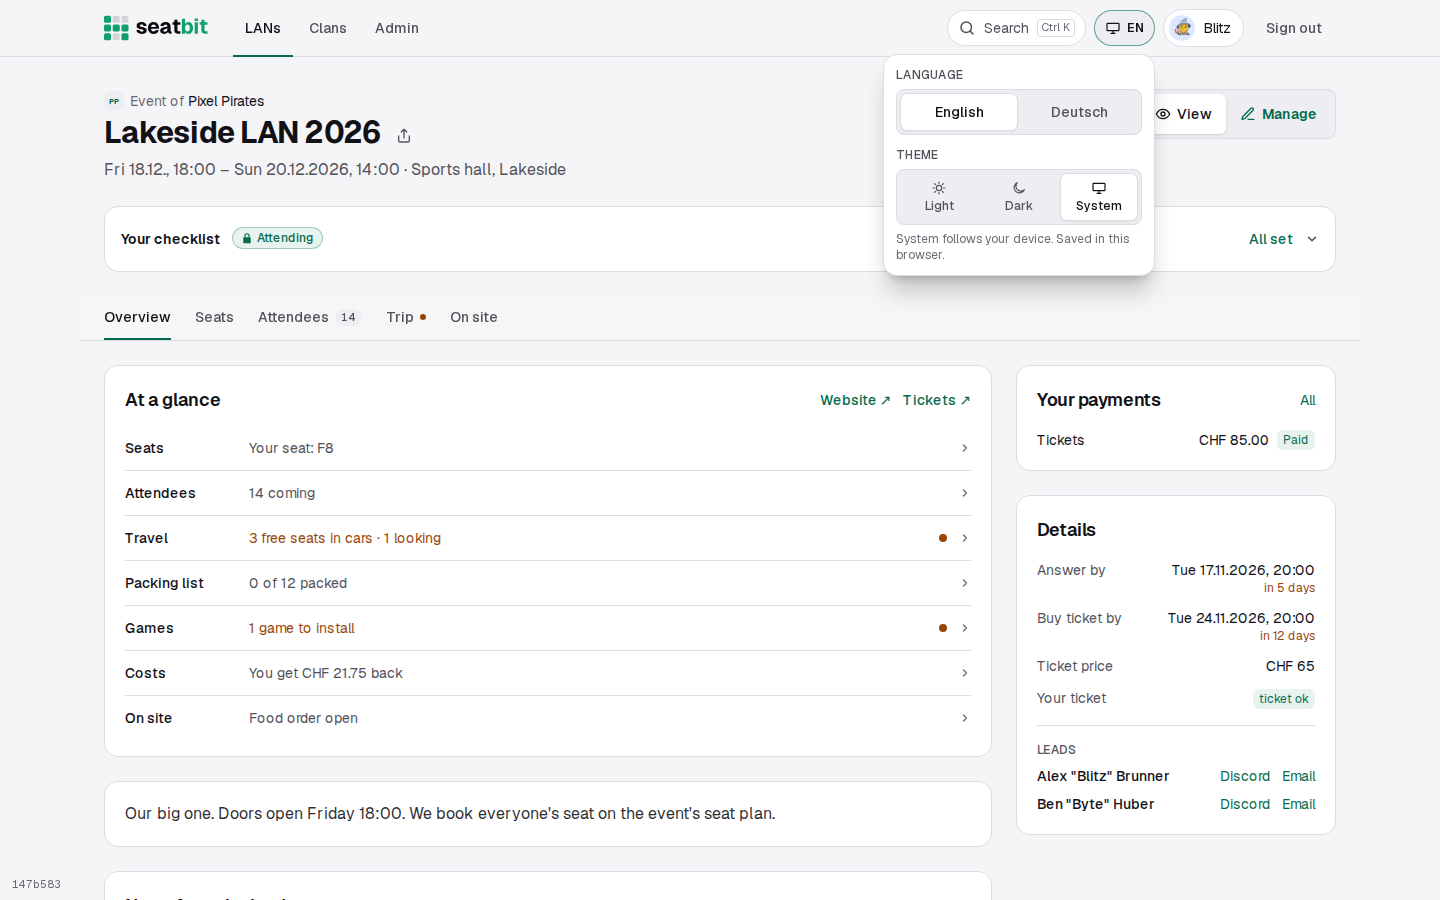 seatbit
LANs
Clans
Admin
Search
Ctrl K
EN
Blitz
Sign out
PP
Event of Pixel Pirates
Lakeside LAN 2026
Fri 18.12., 18:00 – Sun 20.12.2026, 14:00 · Sports hall, Lakeside
View
Manage
LANGUAGE
English
Deutsch
THEME
Light
Dark
System
System follows your device. Saved in this
browser.
Your checklist
Attending
All set
Overview
Seats
Attendees 14
Trip
On site
At a glance
Website ↗
Tickets ↗
Seats
Your seat: F8
Attendees
14 coming
Travel
3 free seats in cars · 1 looking
Packing list
0 of 12 packed
Games
1 game to install
Costs
You get CHF 21.75 back
On site
Food order open
Our big one. Doors open Friday 18:00. We book everyone's seat on the event's seat plan.
Your payments
All
Tickets
CHF 85.00
Paid
Details
Answer by
Tue 17.11.2026, 20:00
in 5 days
Buy ticket by
Tue 24.11.2026, 20:00
in 12 days
Ticket price
CHF 65
Your ticket
ticket ok
LEADS
Alex "Blitz" Brunner
Discord
Email
Ben "Byte" Huber
Discord
Email
147b583